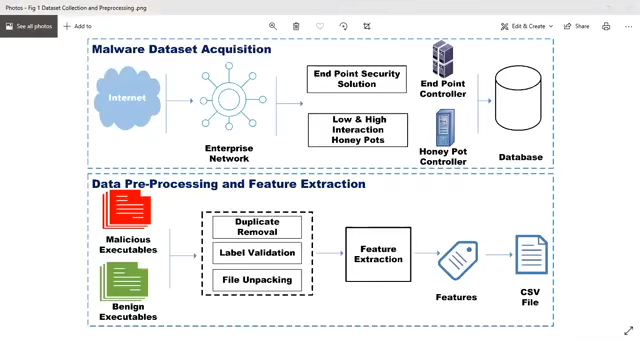 Photos - Fig 1 Dataset Collection and Preprocessing .png
See all photos
Add to
Edit & Create
Share
Malware Dataset Acquisition
Internet
Enterprise
Network
End Point Security
Solution
Low & High
Interaction
Honey Pots
End Point
Controller
Honey Pot
Controller
Database
Data Pre-Processing and Feature Extraction
Malicious
Executables
Benign
Executables
Duplicate
Removal
Label Validation
File Unpacking
Feature
Extraction
Features
CSV
File